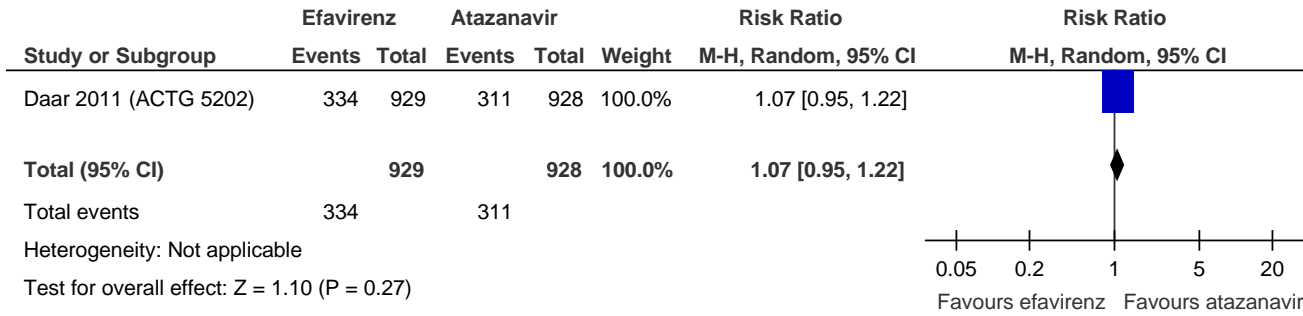 Efavirenz Atazanavir Risk Ratio Risk Ratio
Study or Subgroup Events Total Events Total Weight M-H, Random, 95% CI M-H, Random, 95% CI
Daar 2011 (ACTG 5202) 334 929 311 928 100.0% 1.07 [0.95, 1.22]
Total (95% CI) 929 928 100.0% 1.07 [0.95, 1.22]
Total events 334 311
Heterogeneity: Not applicable
Test for overall effect: Z = 1.10 (P = 0.27)
0.05 0.2 1 5 20
Favours efavirenz Favours atazanavir